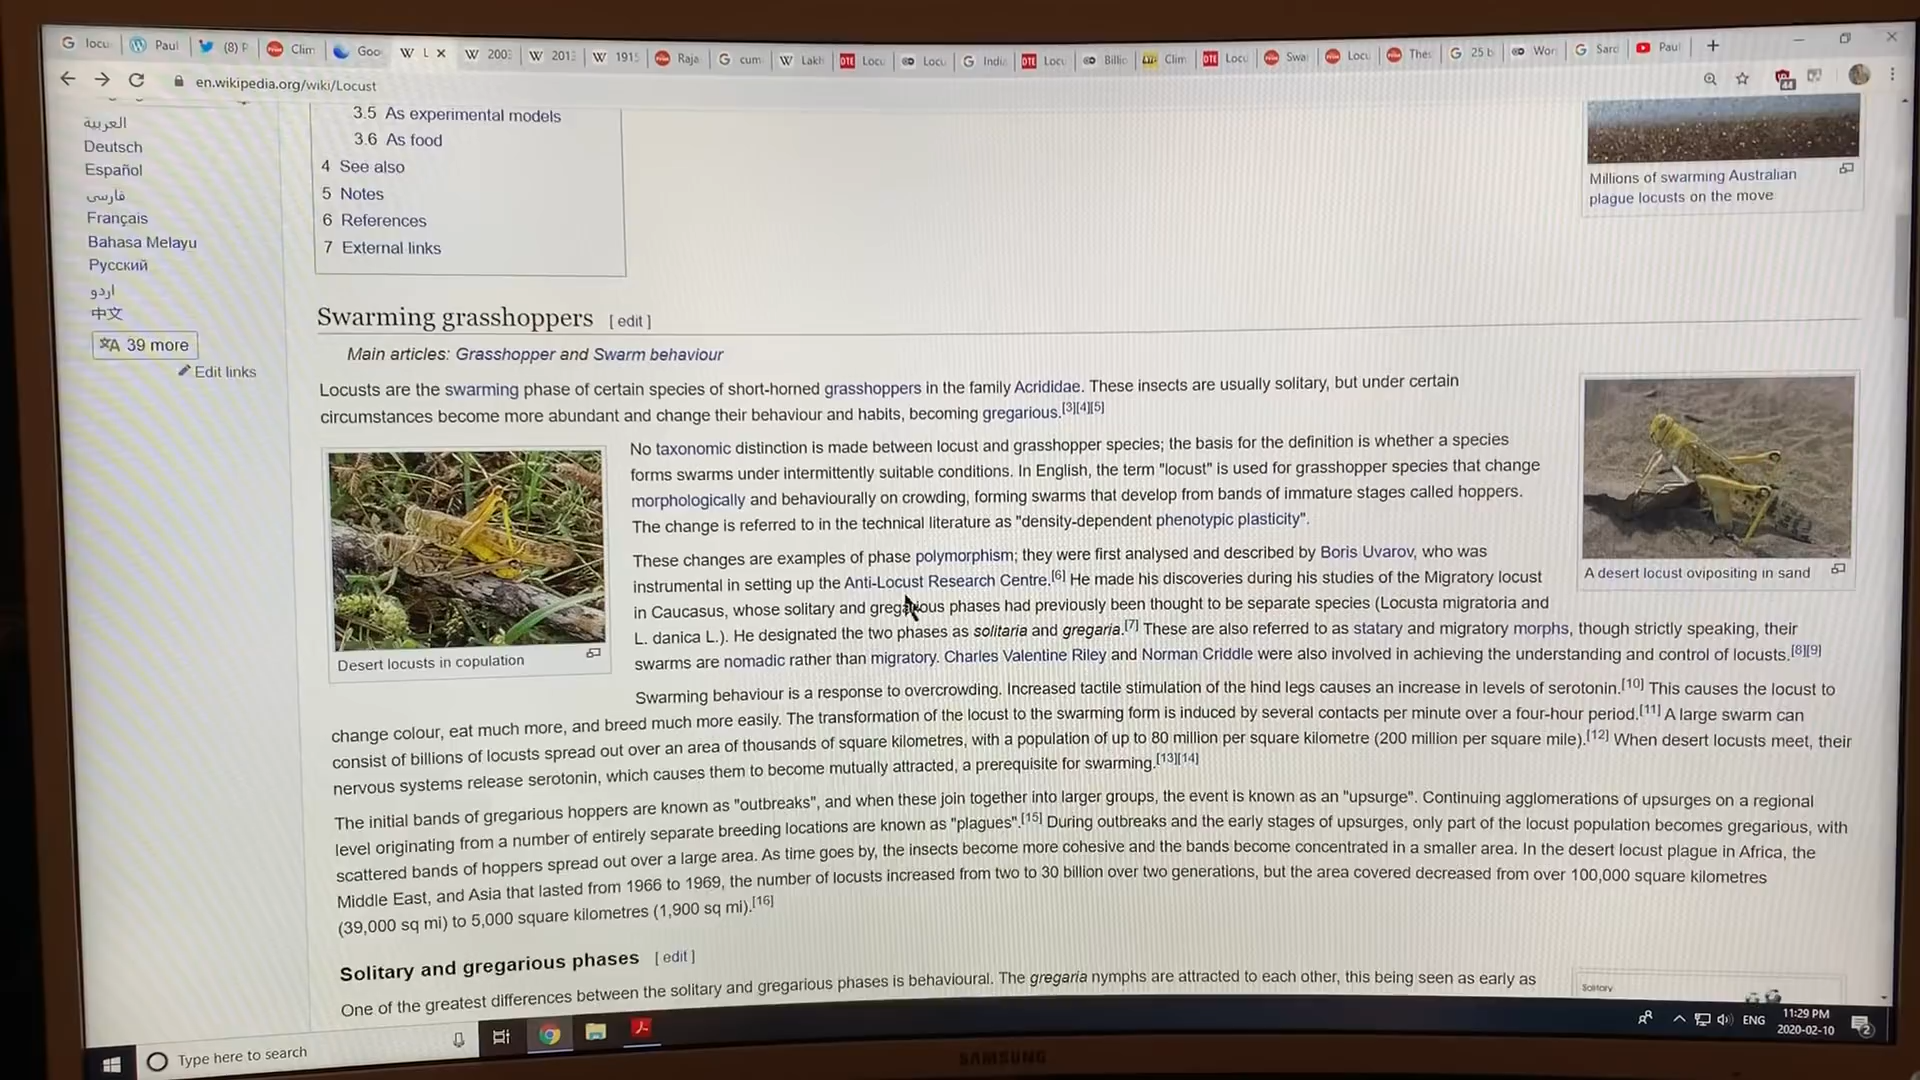 locu
Paul
(8) P
Clim
Goo
L
200
201
1915
Raja
cum
Lakh
Locu
Locu
Indi
Locu
Billic
Clim
Locu
Swa
Locu
Thes
25 b
Wor
Sarc
Paul
en.wikipedia.org/wiki/Locust
44
العربية
Deutsch
Español
فارسی
Français
Bahasa Melayu
Русский
اردو
中文
39 more
Edit links
3.5 As experimental models
3.6 As food
4 See also
5 Notes
6 References
7 External links
Millions of swarming Australian
plague locusts on the move
Swarming grasshoppers [ edit ]
Main articles: Grasshopper and Swarm behaviour
Locusts are the swarming phase of certain species of short-horned grasshoppers in the family Acrididae. These insects are usually solitary, but under certain
circumstances become more abundant and change their behaviour and habits, becoming gregarious.[3][4][5]
No taxonomic distinction is made between locust and grasshopper species; the basis for the definition is whether a species
forms swarms under intermittently suitable conditions. In English, the term "locust" is used for grasshopper species that change
morphologically and behaviourally on crowding, forming swarms that develop from bands of immature stages called hoppers.
The change is referred to in the technical literature as "density-dependent phenotypic plasticity".
These changes are examples of phase polymorphism; they were first analysed and described by Boris Uvarov, who was
instrumental in setting up the Anti-Locust Research Centre.[6] He made his discoveries during his studies of the Migratory locust
in Caucasus, whose solitary and gregarious phases had previously been thought to be separate species (Locusta migratoria and
L. danica L.). He designated the two phases as solitaria and gregaria.[7] These are also referred to as statary and migratory morphs, though strictly speaking, their
swarms are nomadic rather than migratory. Charles Valentine Riley and Norman Criddle were also involved in achieving the understanding and control of locusts.[8][9]
Desert locusts in copulation
A desert locust ovipositing in sand
Swarming behaviour is a response to overcrowding. Increased tactile stimulation of the hind legs causes an increase in levels of serotonin.[10] This causes the locust to
change colour, eat much more, and breed much more easily. The transformation of the locust to the swarming form is induced by several contacts per minute over a four-hour period.[11] A large swarm can
consist of billions of locusts spread out over an area of thousands of square kilometres, with a population of up to 80 million per square kilometre (200 million per square mile).[12] When desert locusts meet, their
nervous systems release serotonin, which causes them to become mutually attracted, a prerequisite for swarming.[13][14]
The initial bands of gregarious hoppers are known as "outbreaks", and when these join together into larger groups, the event is known as an "upsurge". Continuing agglomerations of upsurges on a regional
level originating from a number of entirely separate breeding locations are known as "plagues".[15] During outbreaks and the early stages of upsurges, only part of the locust population becomes gregarious, with
scattered bands of hoppers spread out over a large area. As time goes by, the insects become more cohesive and the bands become concentrated in a smaller area. In the desert locust plague in Africa, the
Middle East, and Asia that lasted from 1966 to 1969, the number of locusts increased from two to 30 billion over two generations, but the area covered decreased from over 100,000 square kilometres
(39,000 sq mi) to 5,000 square kilometres (1,900 sq mi).[16]
Solitary and gregarious phases [ edit ]
One of the greatest differences between the solitary and gregarious phases is behavioural. The gregaria nymphs are attracted to each other, this being seen as early as
Solitary
Type here to search
ENG
11:29 PM
2020-02-10
2
SAMSUNG